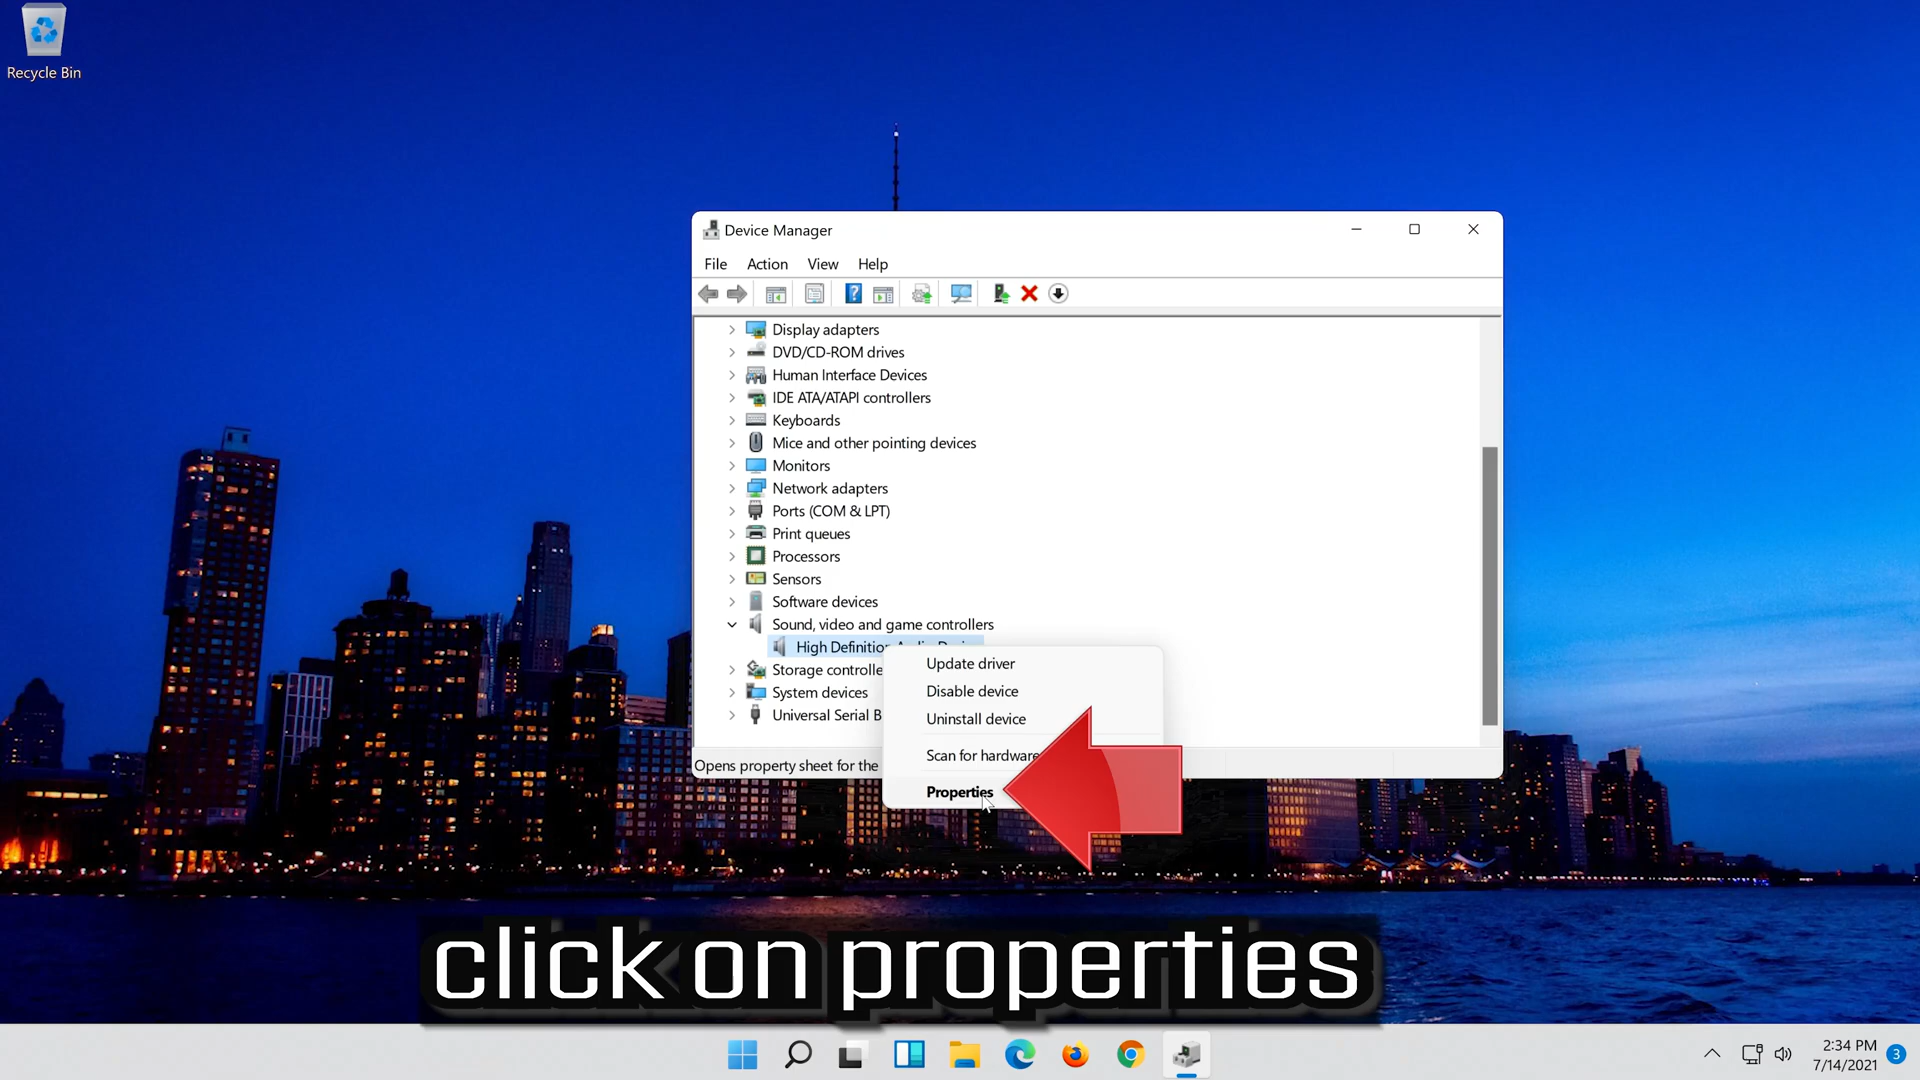 Recycle Bin
Device Manager
File Action View Help
Display adapters
DVD/CD-ROM drives
Human Interface Devices
IDE ATA/ATAPI controllers
Keyboards
Mice and other pointing devices
Monitors
Network adapters
Ports (COM & LPT)
Print queues
Processors
Sensors
Software devices
Sound, video and game controllers
High Definition
Storage controlle
System devices
Universal Serial B
Update driver
Disable device
Uninstall device
Scan for hardware
Properties
Opens property sheet for the
click on properties
2:34 PM
7/14/2021
3